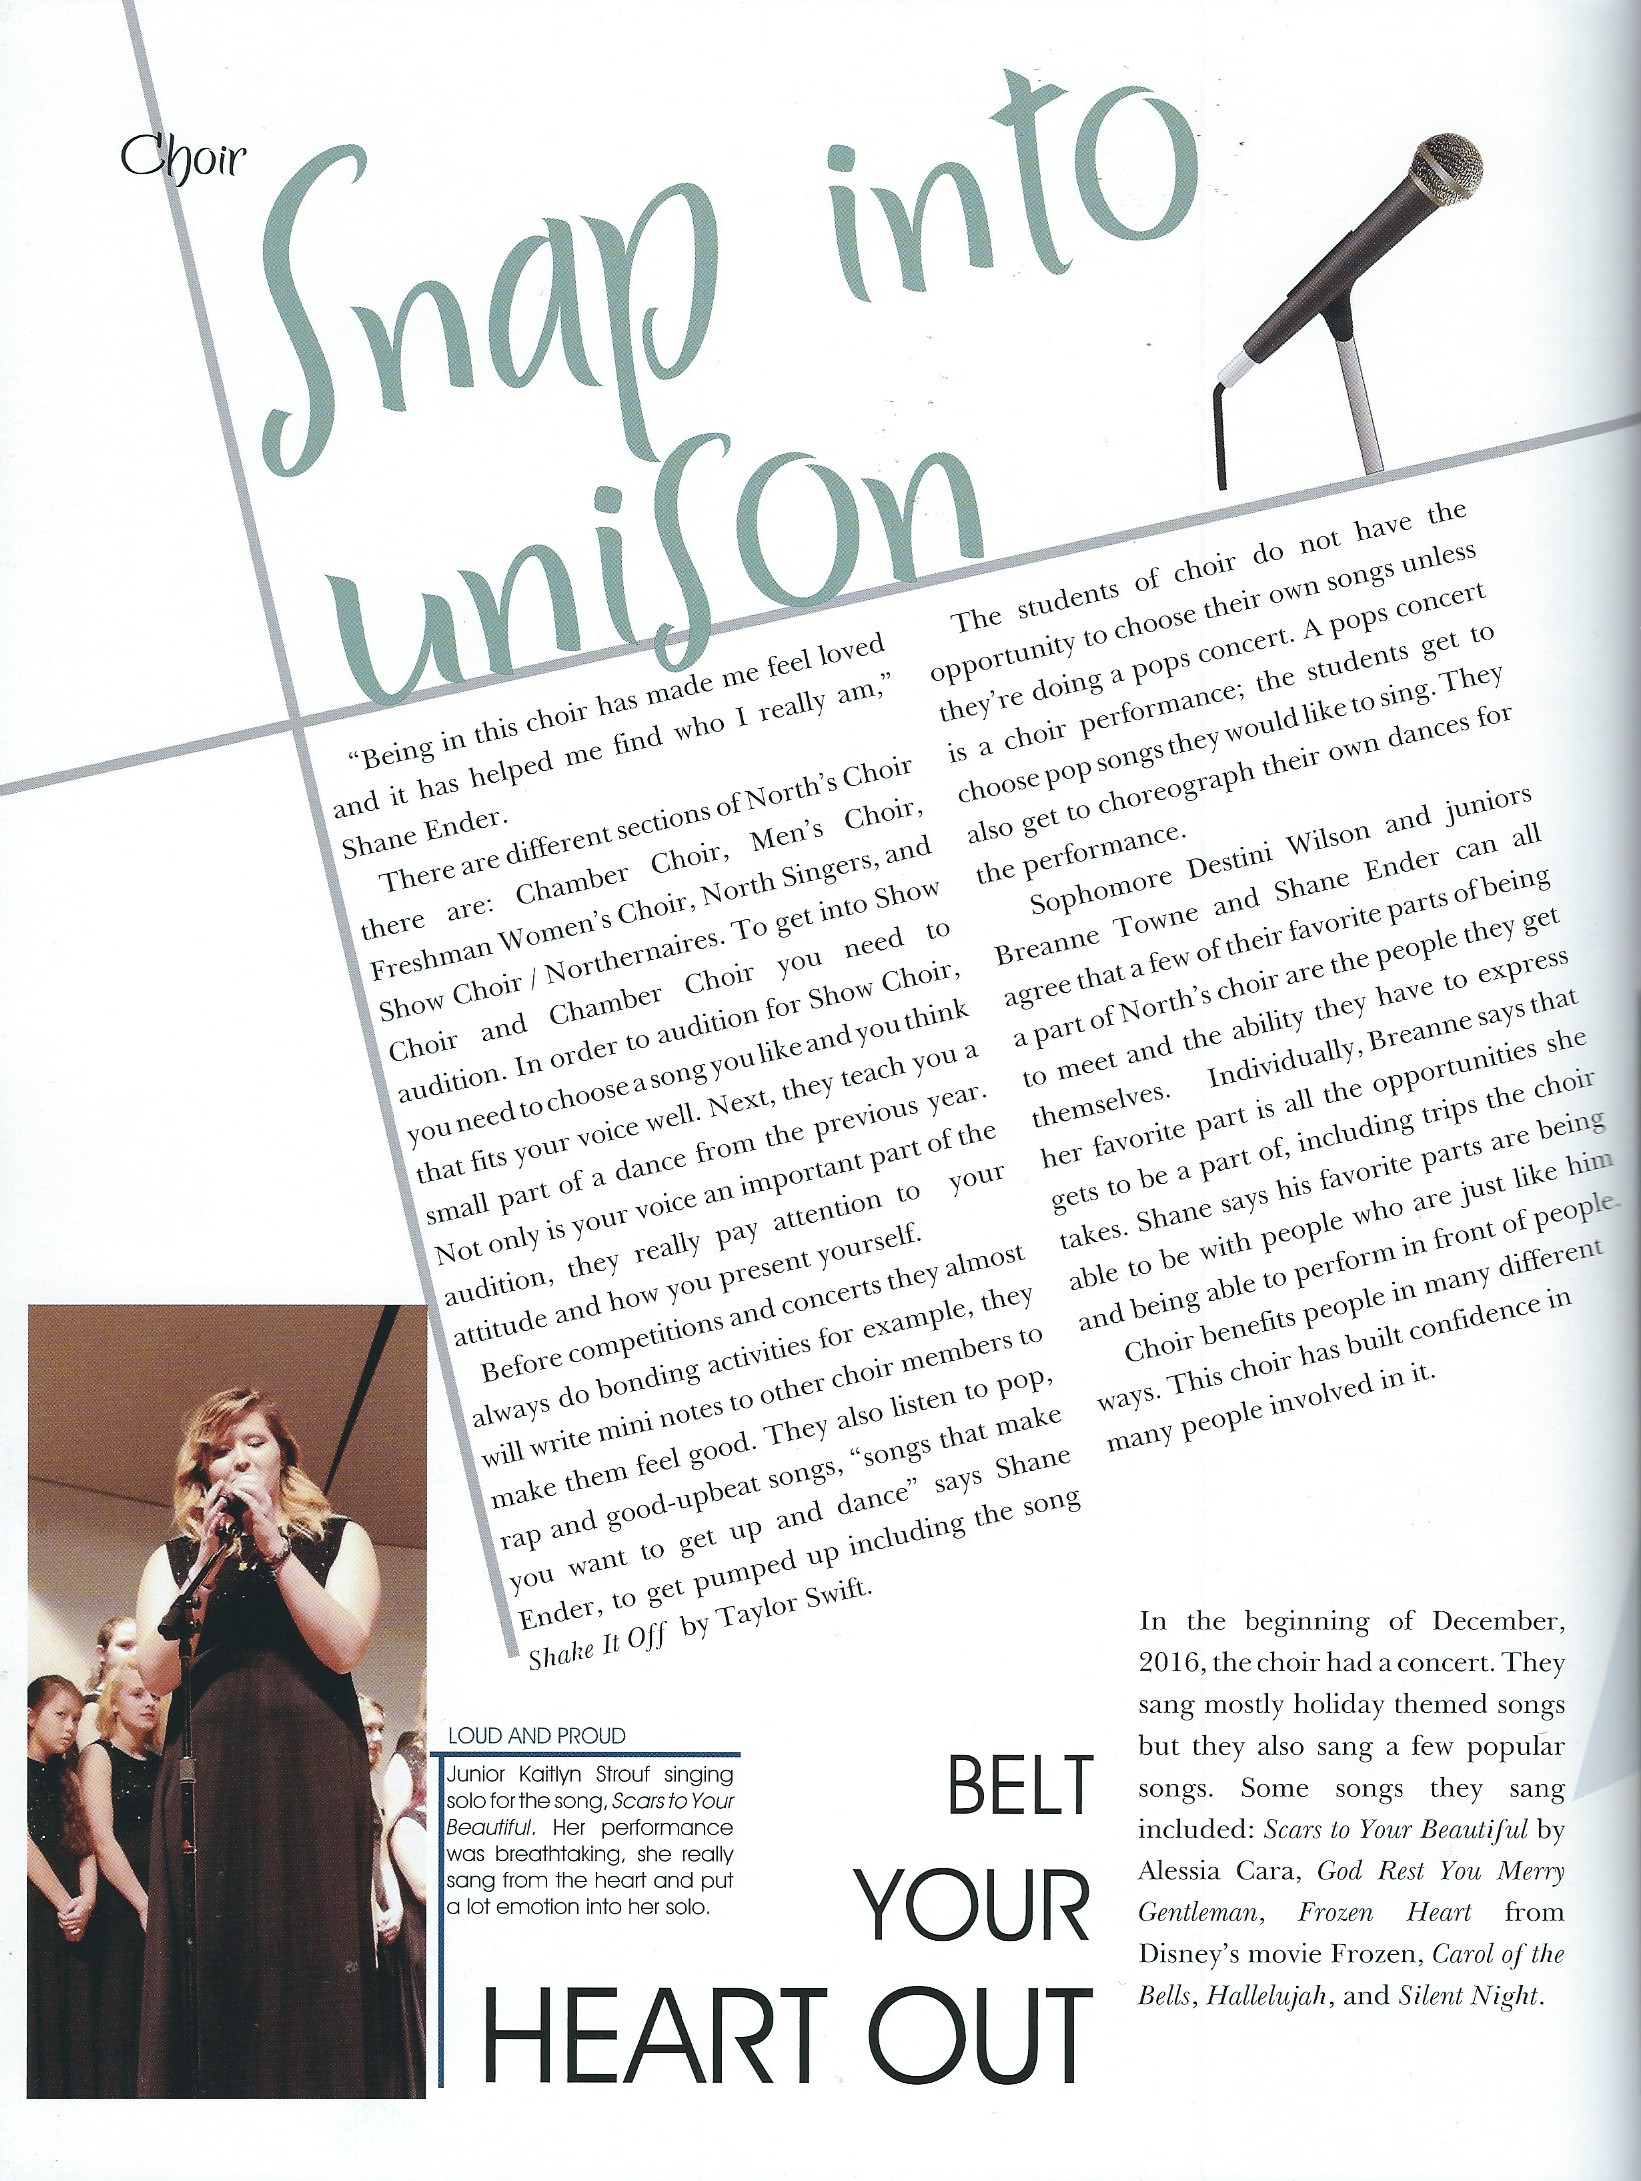 Choir
Snap into
unison
“Being in this choir has made me feel loved
and it has helped me find who I really am,”
Shane Ender.
There are different sections of North’s Choir
there are: Chamber Choir, Men’s Choir,
Freshman Women’s Choir, North Singers, and
Show Choir / Northernaires. To get into Show
Choir and Chamber Choir you need to
audition. In order to audition for Show Choir,
you need to choose a song you like and you think
that fits your voice well. Next, they teach you a
small part of a dance from the previous year.
Not only is your voice an important part of the
audition, they really pay attention to your
attitude and how you present yourself.
Before competitions and concerts they almost
always do bonding activities for example, they
will write mini notes to other choir members to
make them feel good. They also listen to pop,
rap and good-upbeat songs, “songs that make
you want to get up and dance” says Shane
Ender, to get pumped up including the song
Shake It Off by Taylor Swift.
The students of choir do not have the
opportunity to choose their own songs unless
they’re doing a pops concert. A pops concert
is a choir performance; the students get to
choose pop songs they would like to sing. They
also get to choreograph their own dances for
the performance.
Sophomore Destini Wilson and juniors
Breanne Towne and Shane Ender can all
agree that a few of their favorite parts of being
a part of North’s choir are the people they get
to meet and the ability they have to express
themselves. Individually, Breanne says that
her favorite part is all the opportunities she
gets to be a part of, including trips the choir
takes. Shane says his favorite parts are being
able to be with people who are just like him
and being able to perform in front of people.
Choir benefits people in many different
ways. This choir has built confidence in
many people involved in it.
LOUD AND PROUD
Junior Kaitlyn Strouf singing
solo for the song, Scars to Your
Beautiful. Her performance
was breathtaking, she really
sang from the heart and put
a lot emotion into her solo.
BELT
YOUR
HEART OUT
In the beginning of December,
2016, the choir had a concert. They
sang mostly holiday themed songs
but they also sang a few popular
songs. Some songs they sang
included: Scars to Your Beautiful by
Alessia Cara, God Rest You Merry
Gentleman, Frozen Heart from
Disney’s movie Frozen, Carol of the
Bells, Hallelujah, and Silent Night.